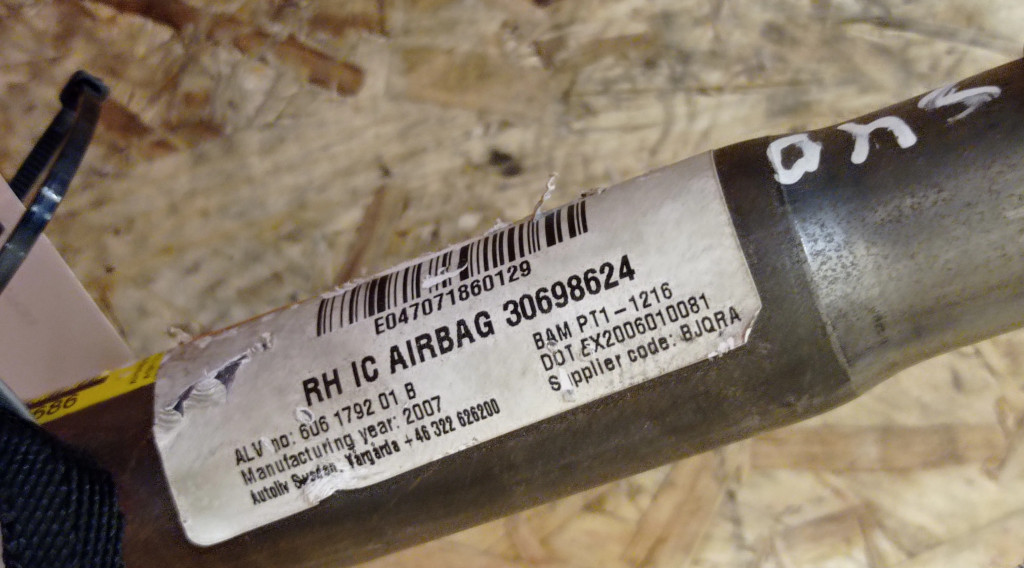 E047071860129
RH IC AIRBAG 30698624
ALV no: 606 1792 01 B
Manufacturing year: 2007
Autoliv Sweden, Vårgårda +46 322 626200
BAM PT1-1216
DOT EX2006010081
Supplier code: BJQRA
586